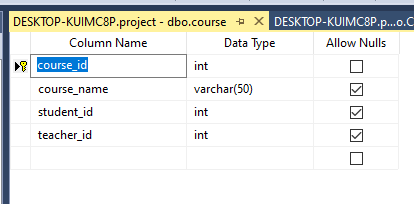 DESKTOP-KUIMC8P.project - dbo.course DESKTOP-KUIMC8P.p...o.C
Column Name Data Type Allow Nulls
course_id int
course_name varchar(50)
student_id int
teacher_id int